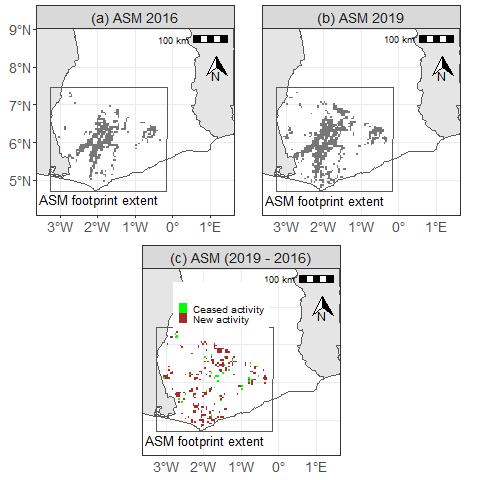 (a) ASM 2016
(b) ASM 2019
9°N
8°N
7°N
6°N
5°N
100 km
N
ASM footprint extent
100 km
N
ASM footprint extent
3°W 2°W 1°W 0° 1°E
3°W 2°W 1°W 0° 1°E
(c) ASM (2019 - 2016)
100 km
N
Ceased activity
New activity
ASM footprint extent
3°W 2°W 1°W 0° 1°E